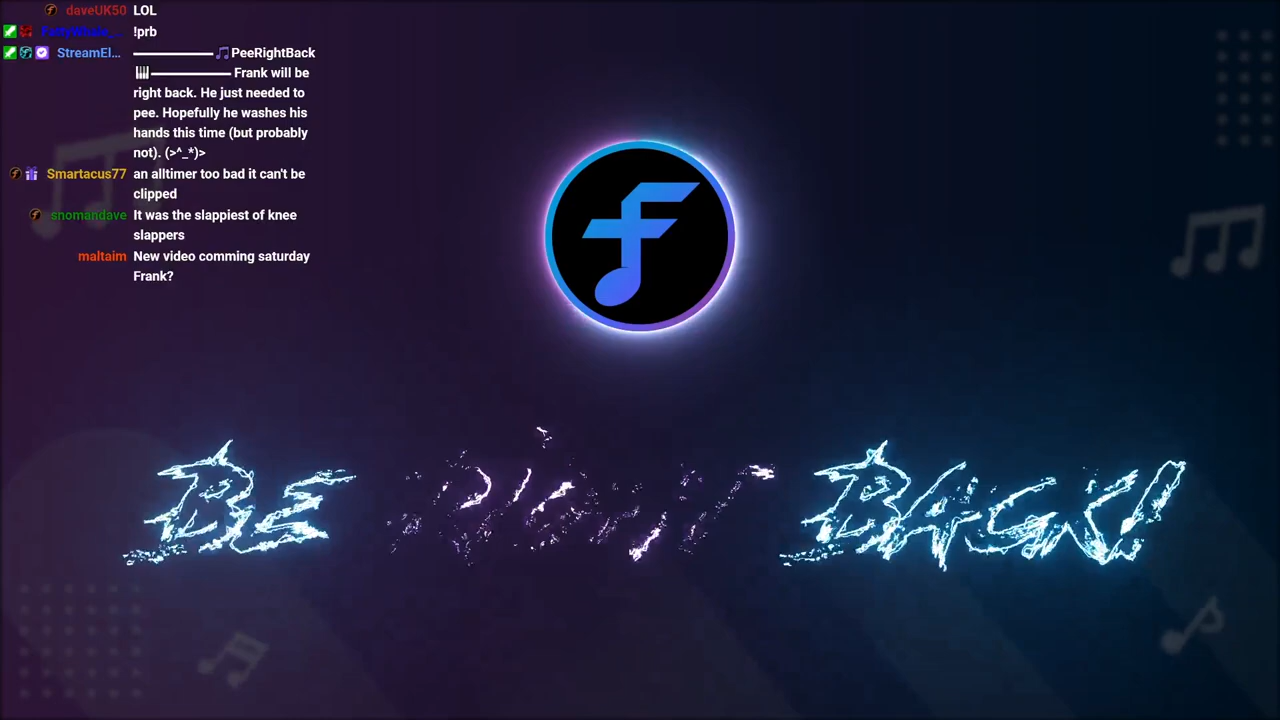 daveUK50 LOL
FattyWhale_... !prb
StreamEl... PeeRightBack
Frank will be
right back. He just needed to
pee. Hopefully he washes his
hands this time (but probably
not). (>^_*)>
Smartacus77 an alltimer too bad it can't be
clipped
snomandave It was the slappiest of knee
slappers
maltaim New video comming saturday
Frank?
BE RIGHT BACK!